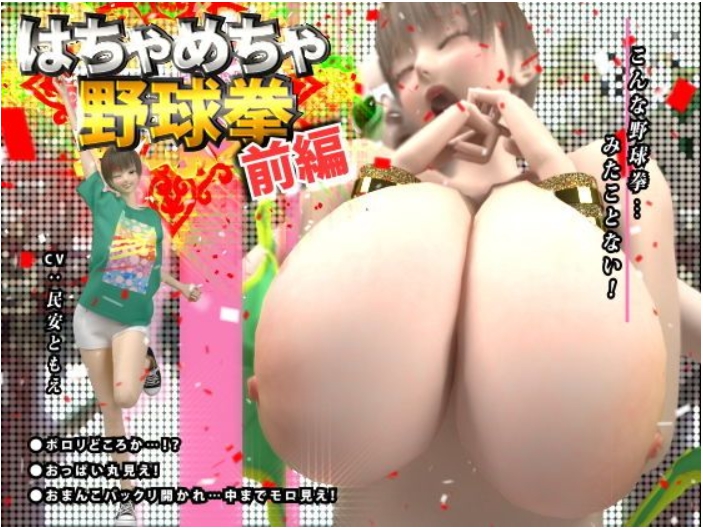 はちゃめちゃ
野球拳
前編
こんな野球拳…
みたことない!
CV:民安ともえ
●ポロリどころか…!?
●おっぱい丸見え!
●おまんこパックリ開かれ…中までモロ見え!